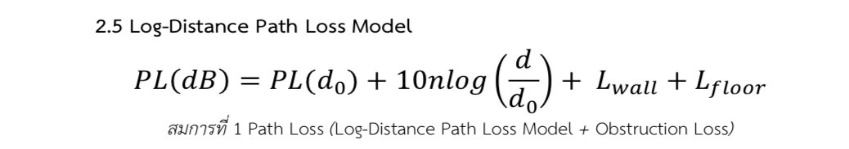 2.5 Log-Distance Path Loss Model
PL(dB) = PL(d₀) + 10nlog (d/d₀) + L_wall + L_floor
สมการที่ 1 Path Loss (Log-Distance Path Loss Model + Obstruction Loss)